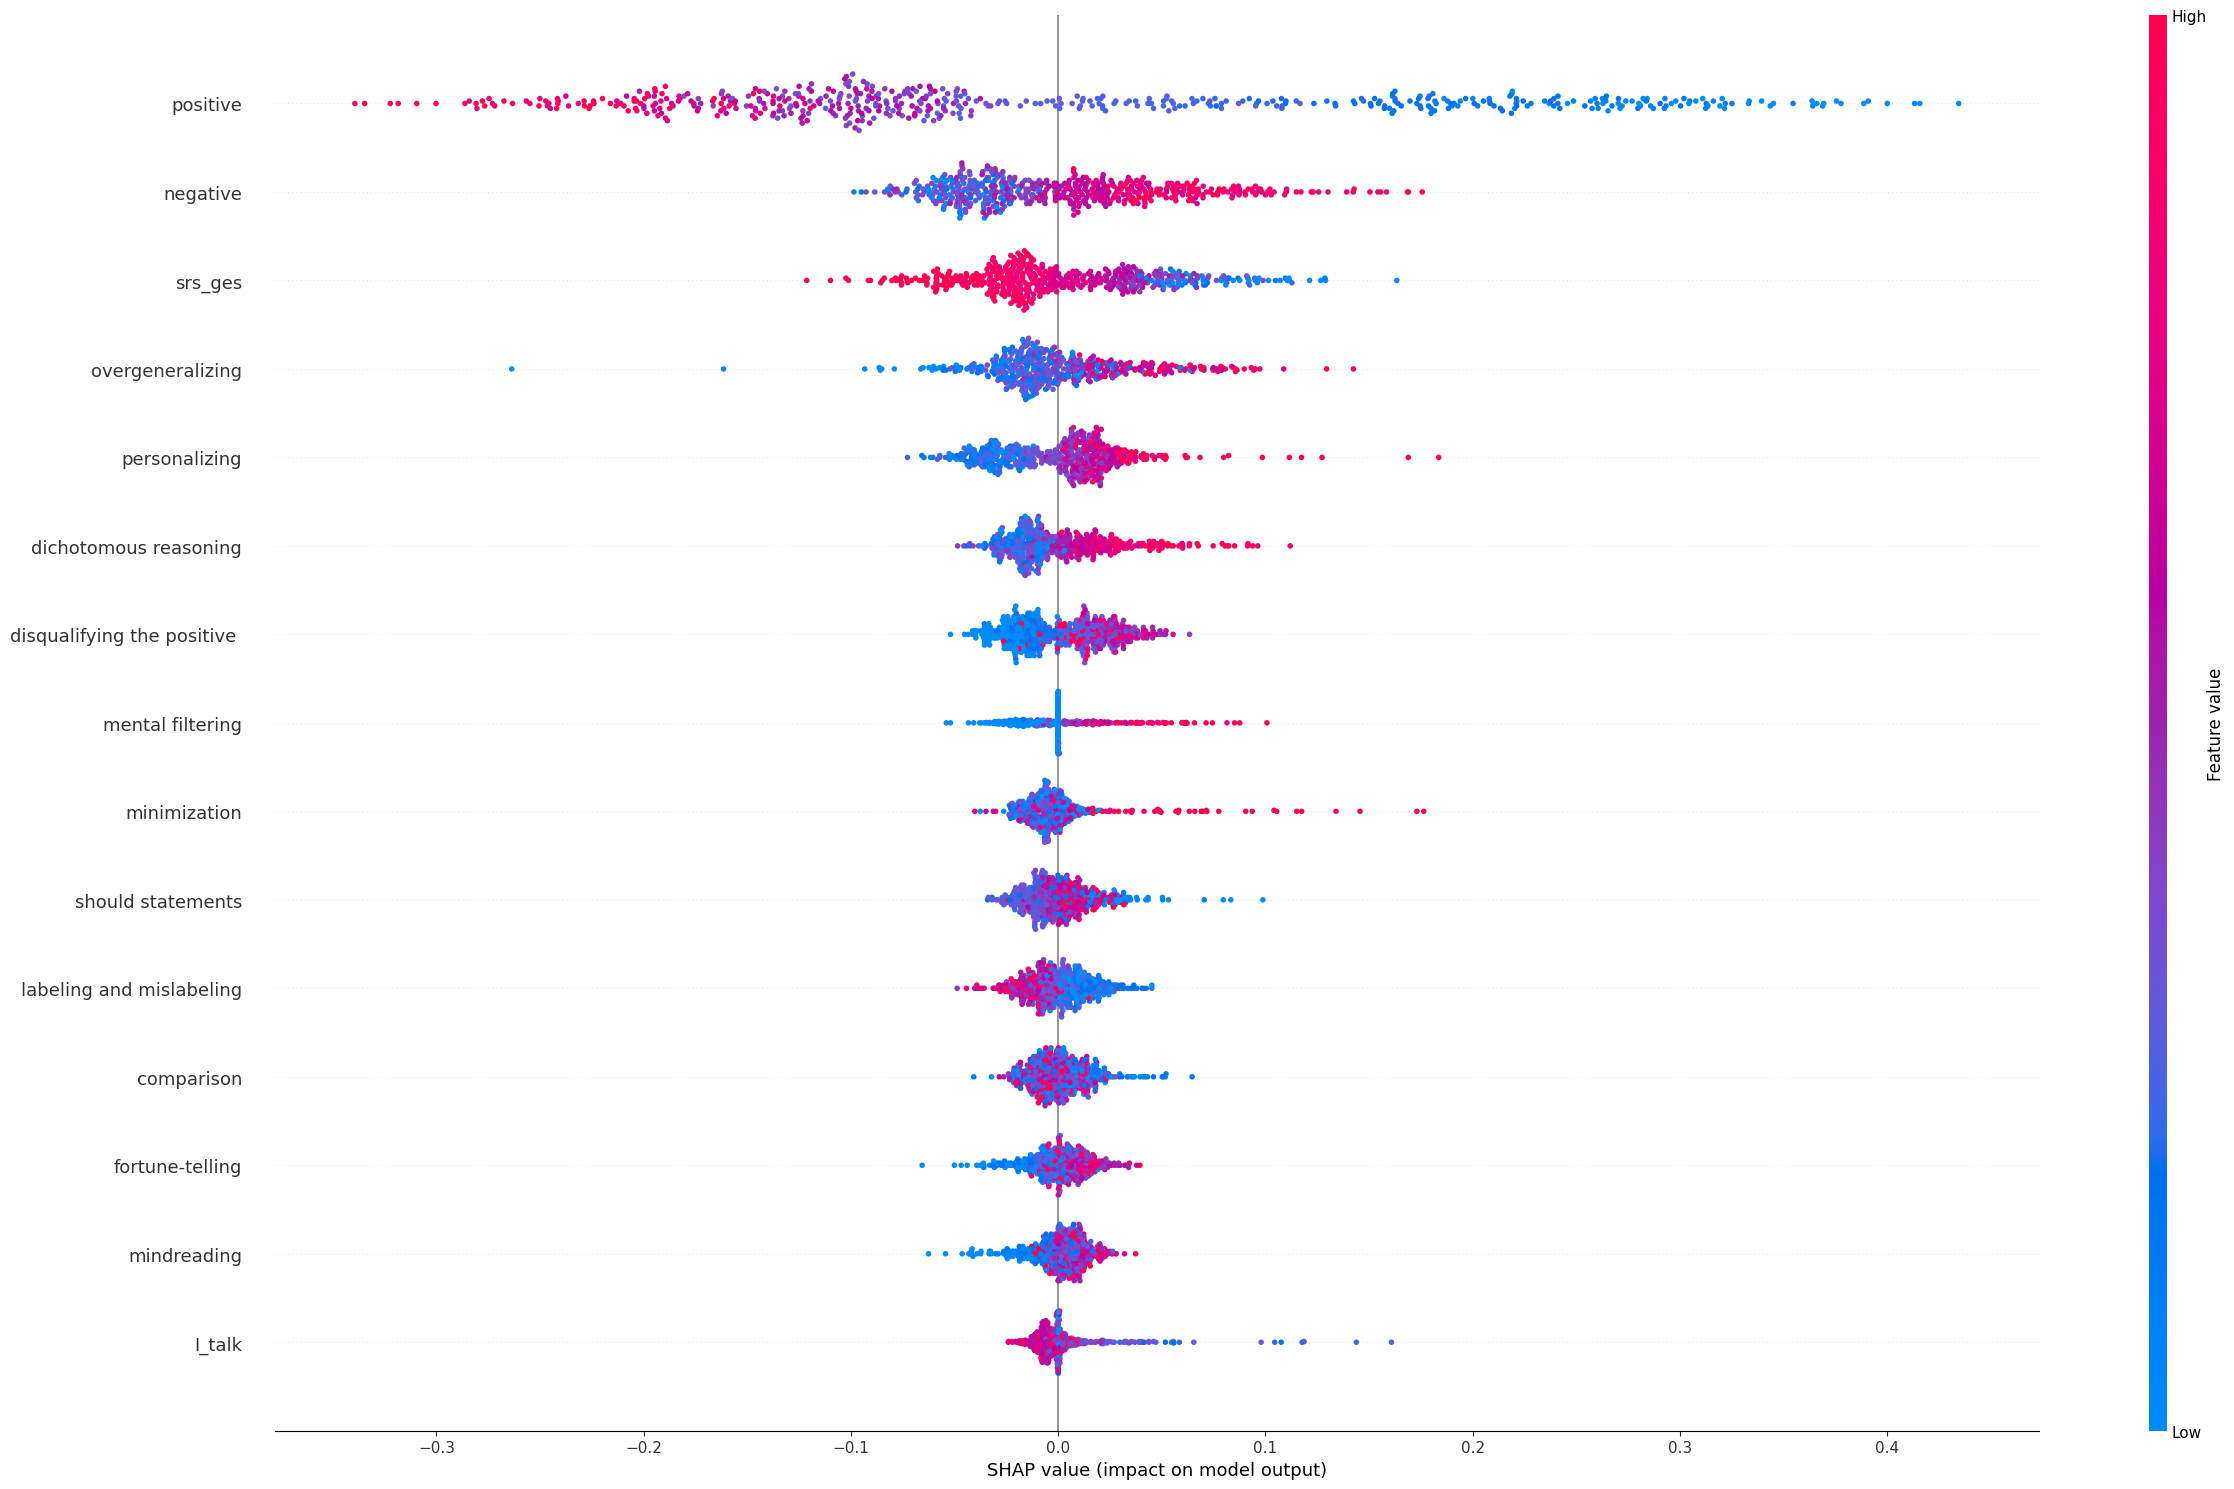 High
positive
negative
srs_ges
overgeneralizing
personalizing
dichotomous reasoning
disqualifying the positive
mental filtering
minimization
should statements
labeling and mislabeling
comparison
fortune-telling
mindreading
I_talk
Feature value
Low
−0.3 −0.2 −0.1 0.0 0.1 0.2 0.3 0.4
SHAP value (impact on model output)